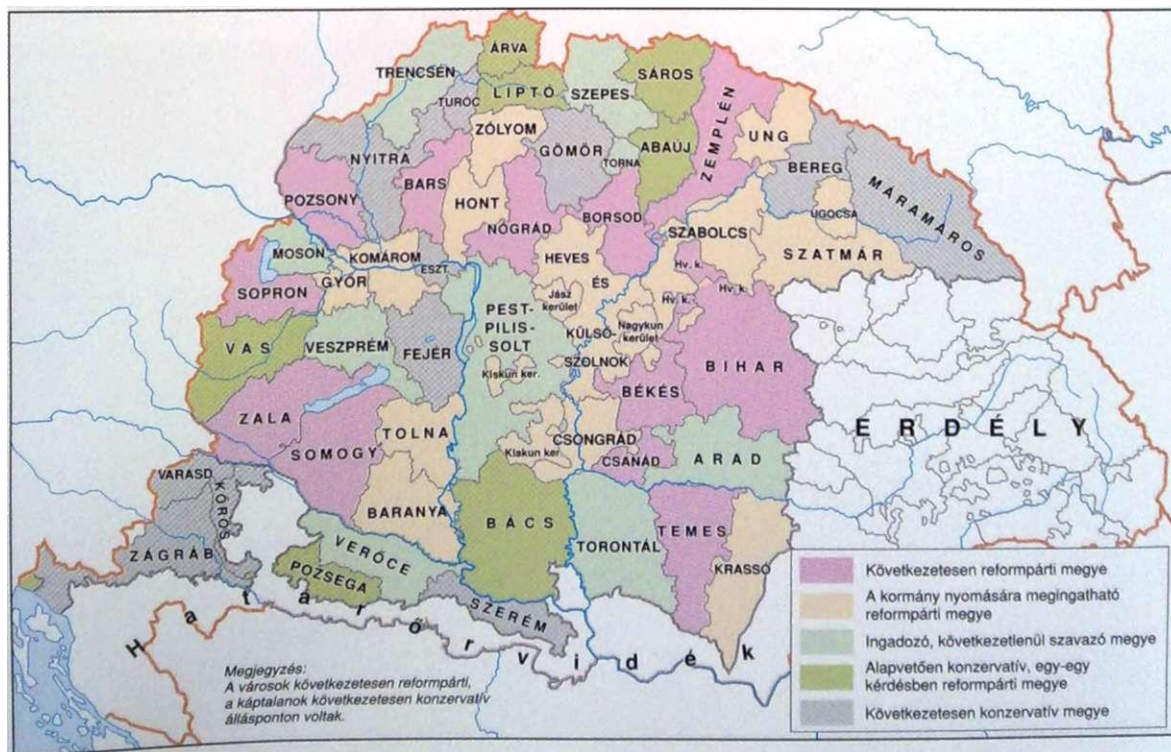 ÁRVA
TRENCSÉN
LIPTÓ
TURÓC
SZEPES
SÁROS
ZÓLYOM
GÖMÖR
TORNA
ABAÚJ
ZEMPLÉN
UNG
BEREG
MÁRAMAROS
UGOCSA
NYITRA
BARS
POZSONY
HONT
NÓGRÁD
BORSOD
SZABOLCS
SZATMÁR
MOSON
KOMÁROM
ESZT.
GYŐR
SOPRON
HEVES
ÉS
KÜLSŐ-
SZOLNOK
Hv. k.
Hv. k.
Hv. k.
Jász
kerület
Nagykun
kerület
PEST-
PILIS-
SOLT
Kiskun ker.
VAS
VESZPRÉM
FEJÉR
BÉKÉS
BIHAR
ERDÉLY
ZALA
SOMOGY
TOLNA
CSONGRÁD
Kiskun ker.
CSANÁD
ARAD
VARASD
KŐRÖS
ZÁGRÁB
BARANYA
BÁCS
TORONTÁL
TEMES
KRASSÓ
VERŐCE
POZSEGA
SZERÉM
Határőrvidék
Következetesen reformpárti megye
A kormány nyomására megingatható
reformpárti megye
Ingadozó, következetlenül szavazó megye
Alapvetően konzervatív, egy-egy
kérdésben reformpárti megye
Következetesen konzervatív megye
Megjegyzés:
A városok következetesen reformpárti,
a káptalanok következetesen konzervatív
állásponton voltak.